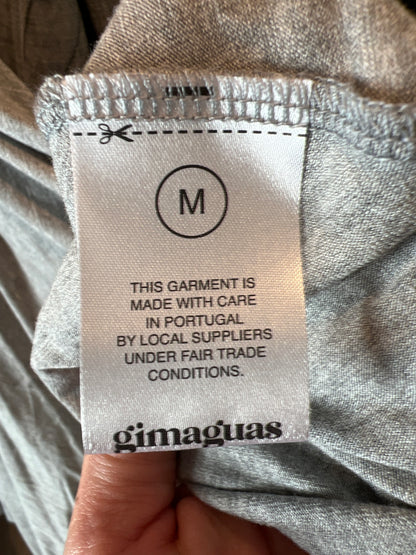 M
THIS GARMENT IS
MADE WITH CARE
IN PORTUGAL
BY LOCAL SUPPLIERS
UNDER FAIR TRADE
CONDITIONS.
gimaguas